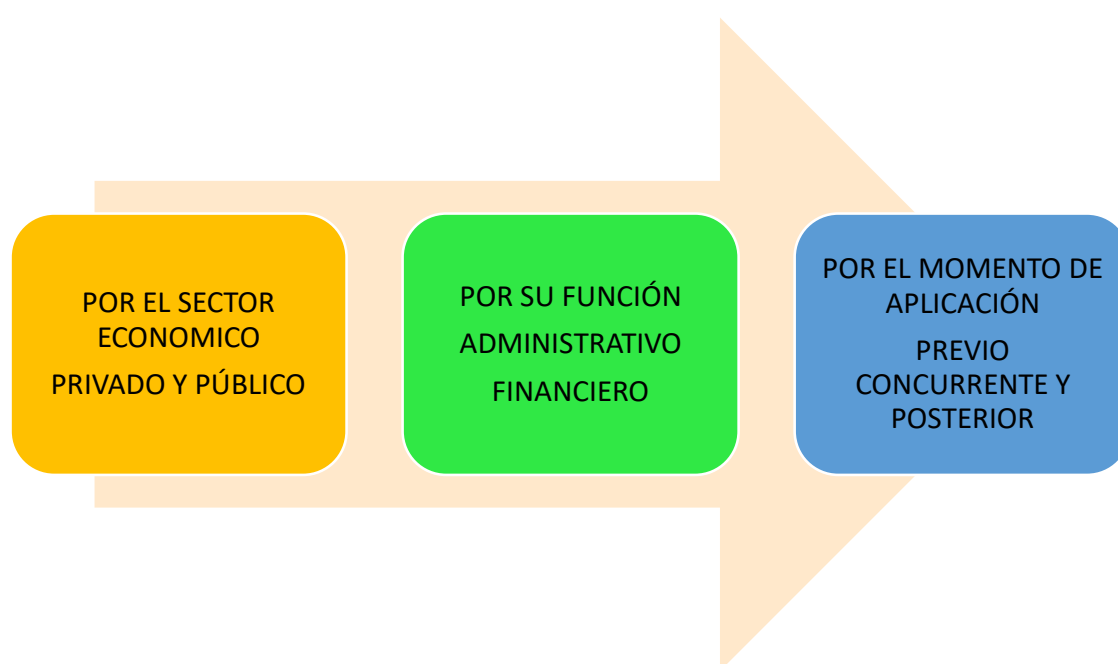 POR EL SECTOR
ECONOMICO
PRIVADO Y PÚBLICO
POR SU FUNCIÓN
ADMINISTRATIVO
FINANCIERO
POR EL MOMENTO DE
APLICACIÓN
PREVIO
CONCURRENTE Y
POSTERIOR